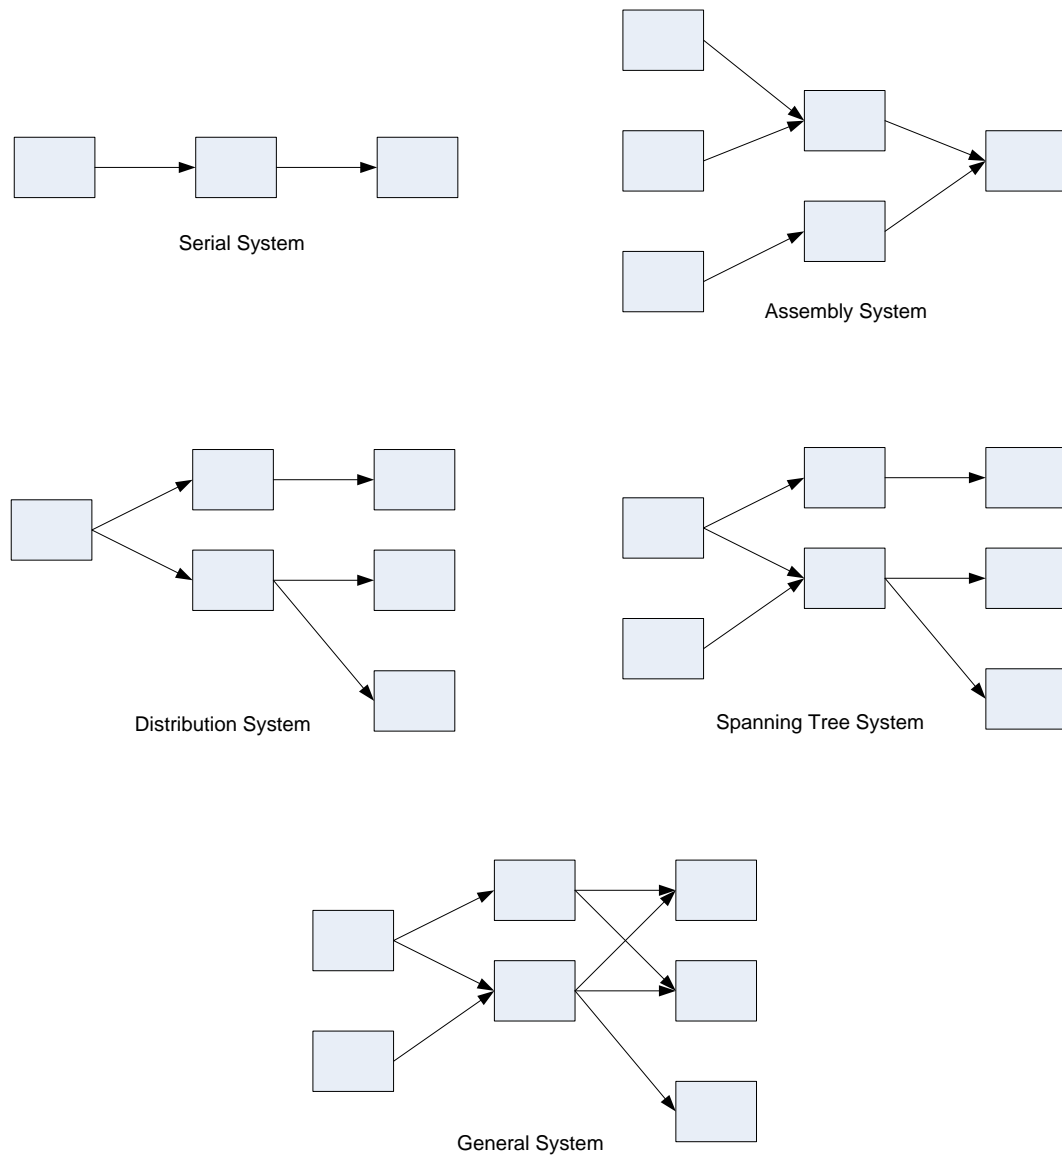 Serial System
Assembly System
Distribution System
Spanning Tree System
General System